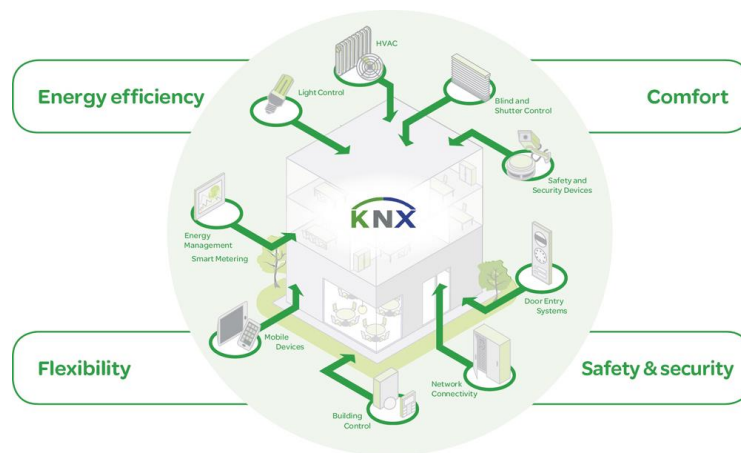 HVAC
Energy efficiency
Light Control
Blind and
Shutter Control
Comfort
Safety and
Security Devices
KNX
Energy
Management
Smart Metering
Door Entry
Systems
Mobile
Devices
Flexibility
Network
Connectivity
Safety & security
Building
Control